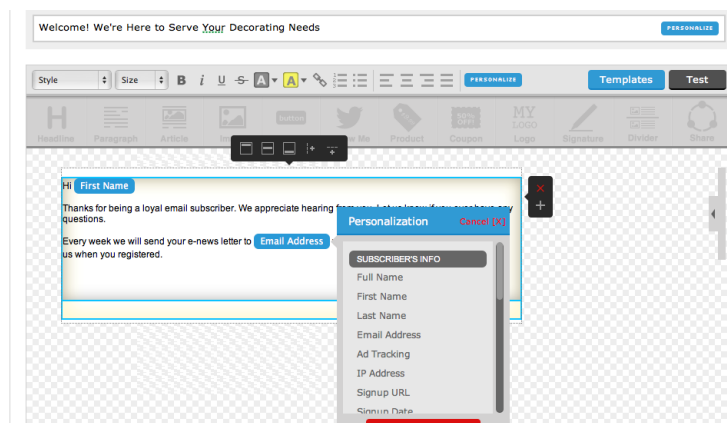 Welcome! We're Here to Serve Your Decorating Needs
PERSONALIZE
Style
Size
B i U S A A
PERSONALIZE
Templates
Test
H
button
MY
LOGO
Headline
Paragraph
Article
Me
Product
Coupon
Logo
Signature
Divider
Share
Hi First Name
Thanks for being a loyal email subscriber. We appreciate hearing from you. Let us know if you ever have any
questions.
Every week we will send your e-news letter to Email Address
us when you registered.
Personalization
Cancel [X]
SUBSCRIBER'S INFO
Full Name
First Name
Last Name
Email Address
Ad Tracking
IP Address
Signup URL
Signup Date